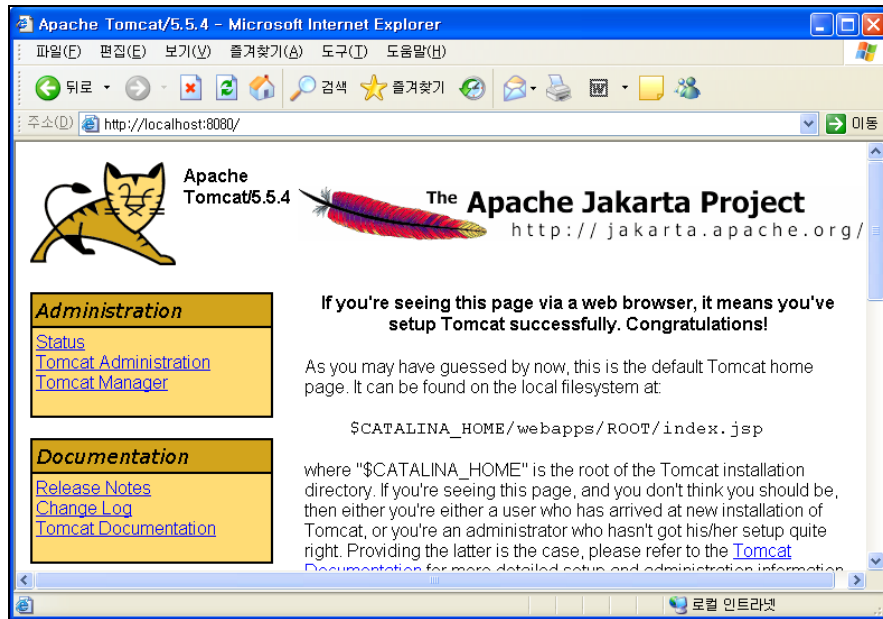 Apache Tomcat/5.5.4 - Microsoft Internet Explorer
파일(F) 편집(E) 보기(V) 즐겨찾기(A) 도구(T) 도움말(H)
뒤로 검색 즐겨찾기
주소(D) http://localhost:8080/ 이동
Apache
Tomcat/5.5.4
The Apache Jakarta Project
http://jakarta.apache.org/
Administration
Status
Tomcat Administration
Tomcat Manager
Documentation
Release Notes
Change Log
Tomcat Documentation
If you're seeing this page via a web browser, it means you've
setup Tomcat successfully. Congratulations!
As you may have guessed by now, this is the default Tomcat home
page. It can be found on the local filesystem at:
$CATALINA_HOME/webapps/ROOT/index.jsp
where "$CATALINA_HOME" is the root of the Tomcat installation
directory. If you're seeing this page, and you don't think you should be,
then either you're either a user who has arrived at new installation of
Tomcat, or you're an administrator who hasn't got his/her setup quite
right. Providing the latter is the case, please refer to the Tomcat
Documentation for more detailed setup and administration information
로컬 인트라넷